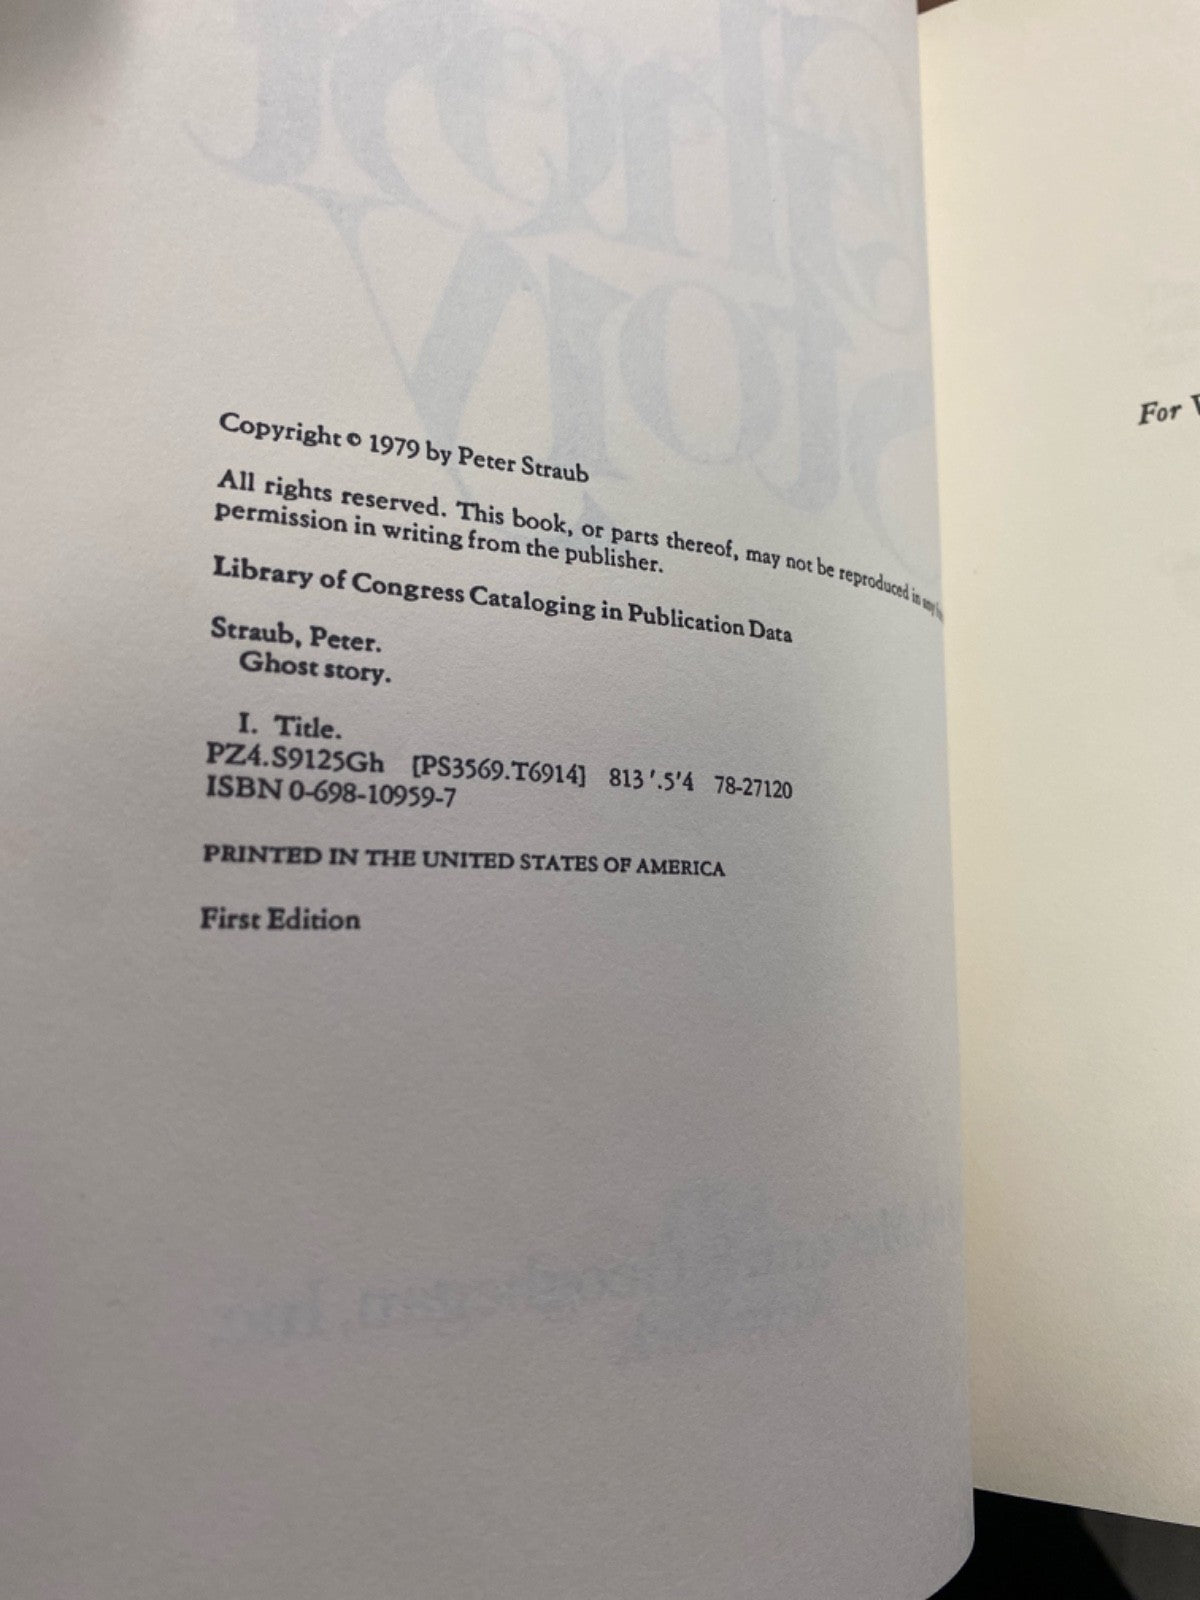 Copyright © 1979 by Peter Straub
All rights reserved. This book, or parts thereof, may not be reproduced in any
permission in writing from the publisher.
Library of Congress Cataloging in Publication Data
Straub, Peter.
Ghost story.
I. Title.
PZ4.S9125Gh [PS3569.T6914] 813'.5'4 78-27120
ISBN 0-698-10959-7
PRINTED IN THE UNITED STATES OF AMERICA
First Edition
For